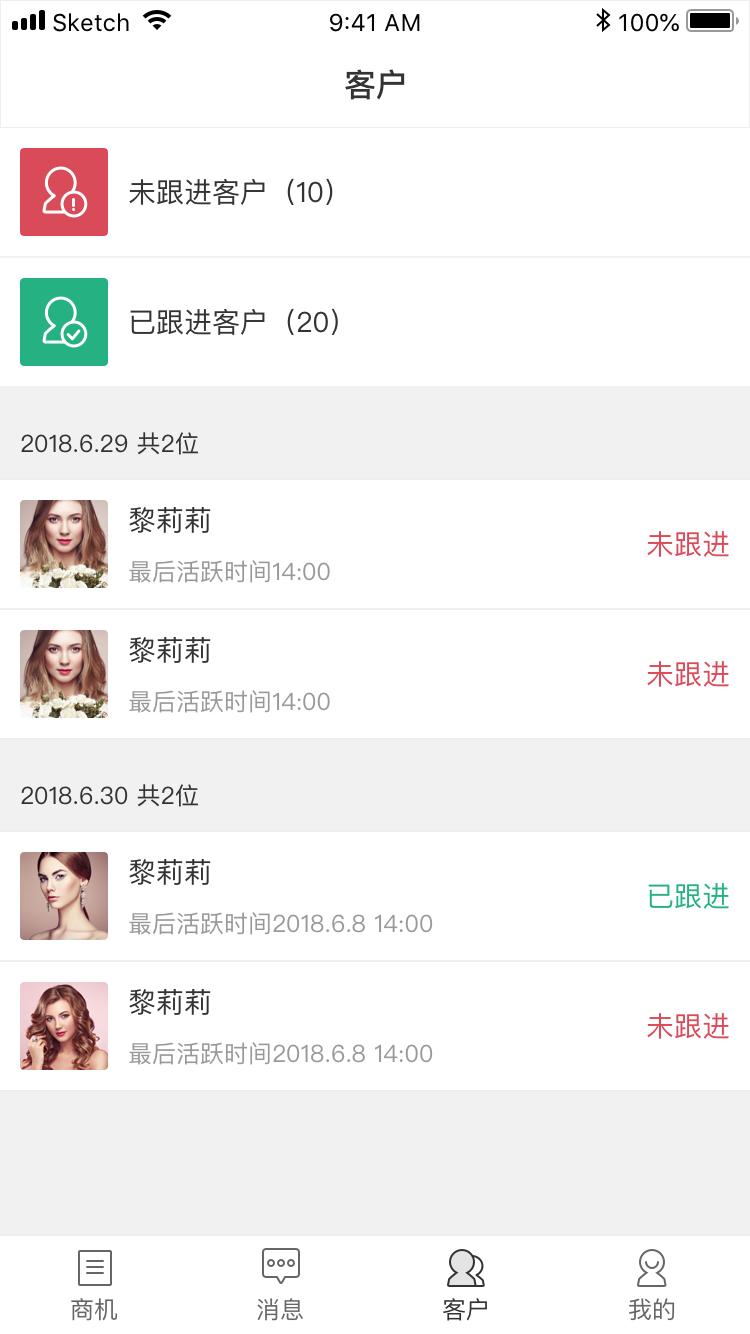 Sketch 9:41 AM 100%
客户
未跟进客户（10）
已跟进客户（20）
2018.6.29 共2位
黎莉莉
最后活跃时间14:00
未跟进
黎莉莉
最后活跃时间14:00
未跟进
2018.6.30 共2位
黎莉莉
最后活跃时间2018.6.8 14:00
已跟进
黎莉莉
最后活跃时间2018.6.8 14:00
未跟进
商机 消息 客户 我的